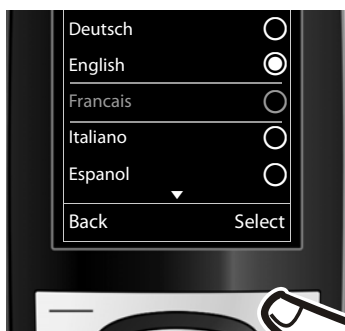 Deutsch
English
Francais
Italiano
Espanol
Back Select